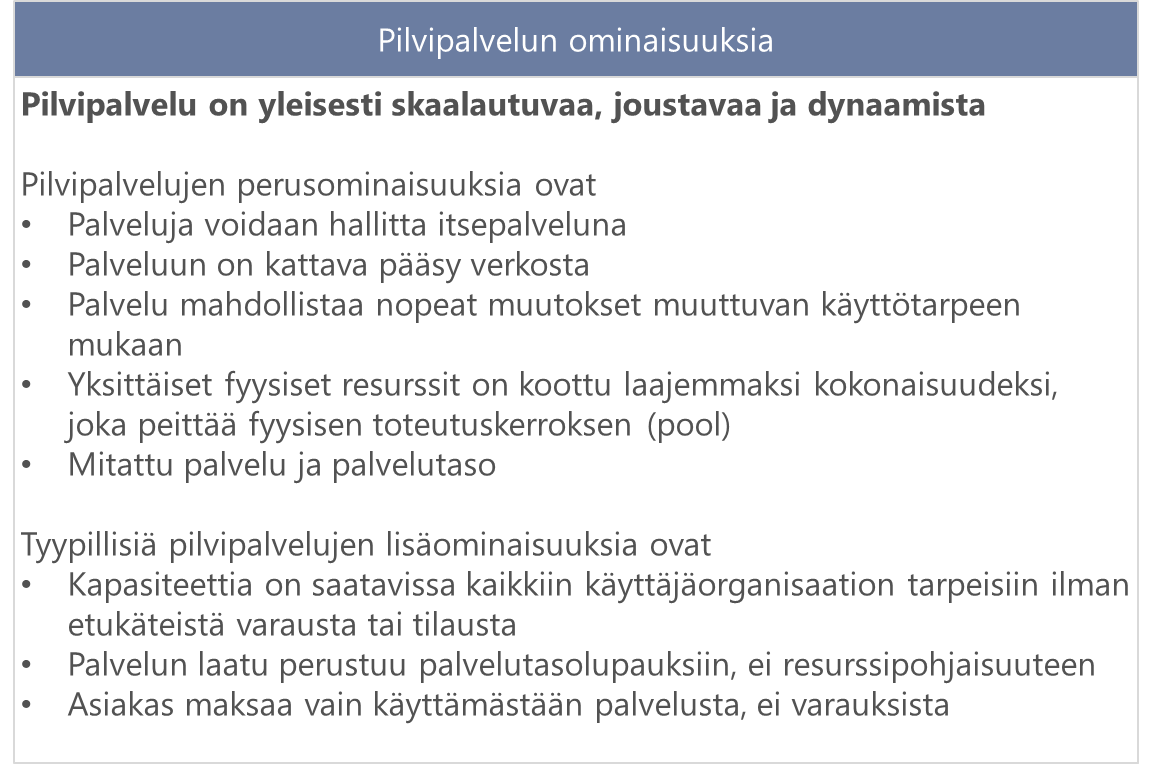 Pilvipalvelun ominaisuuksia
Pilvipalvelu on yleisesti skaalautuvaa, joustavaa ja dynaamista
Pilvipalvelujen perusominaisuuksia ovat
• Palveluja voidaan hallitta itsepalveluna
• Palveluun on kattava pääsy verkosta
• Palvelu mahdollistaa nopeat muutokset muuttuvan käyttötarpeen
mukaan
• Yksittäiset fyysiset resurssit on koottu laajemmaksi kokonaisuudeksi,
joka peittää fyysisen toteutuskerroksen (pool)
• Mitattu palvelu ja palvelutaso
Tyypillisiä pilvipalvelujen lisäominaisuuksia ovat
• Kapasiteettia on saatavissa kaikkiin käyttäjäorganisaation tarpeisiin ilman
etukäteistä varausta tai tilausta
• Palvelun laatu perustuu palvelutasolupauksiin, ei resurssipohjaisuuteen
• Asiakas maksaa vain käyttämästään palvelusta, ei varauksista